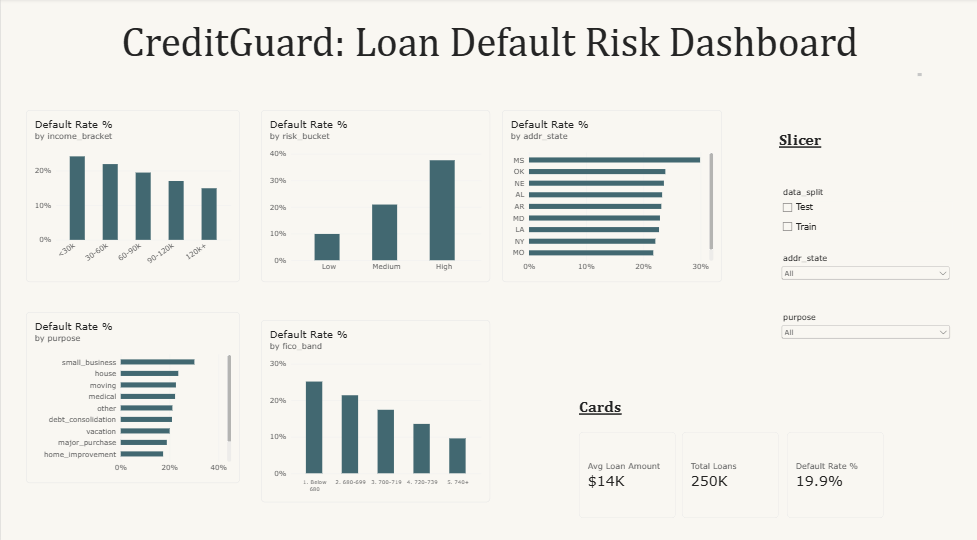 CreditGuard: Loan Default Risk Dashboard
Default Rate %
by income_bracket
20%
10%
0%
<30k
30-60k
60-90k
90-120k
120k+
Default Rate %
by risk_bucket
40%
30%
20%
10%
0%
Low
Medium
High
Default Rate %
by addr_state
MS
OK
NE
AL
AR
MD
LA
NY
MO
0%
10%
20%
30%
Slicer
data_split
Test
Train
addr_state
All
purpose
All
Default Rate %
by purpose
small_business
house
moving
medical
other
debt_consolidation
vacation
major_purchase
home_improvement
0%
20%
40%
Default Rate %
by fico_band
30%
20%
10%
0%
1. Below
680
2. 680-699
3. 700-719
4. 720-739
5. 740+
Cards
Avg Loan Amount
$14K
Total Loans
250K
Default Rate %
19.9%